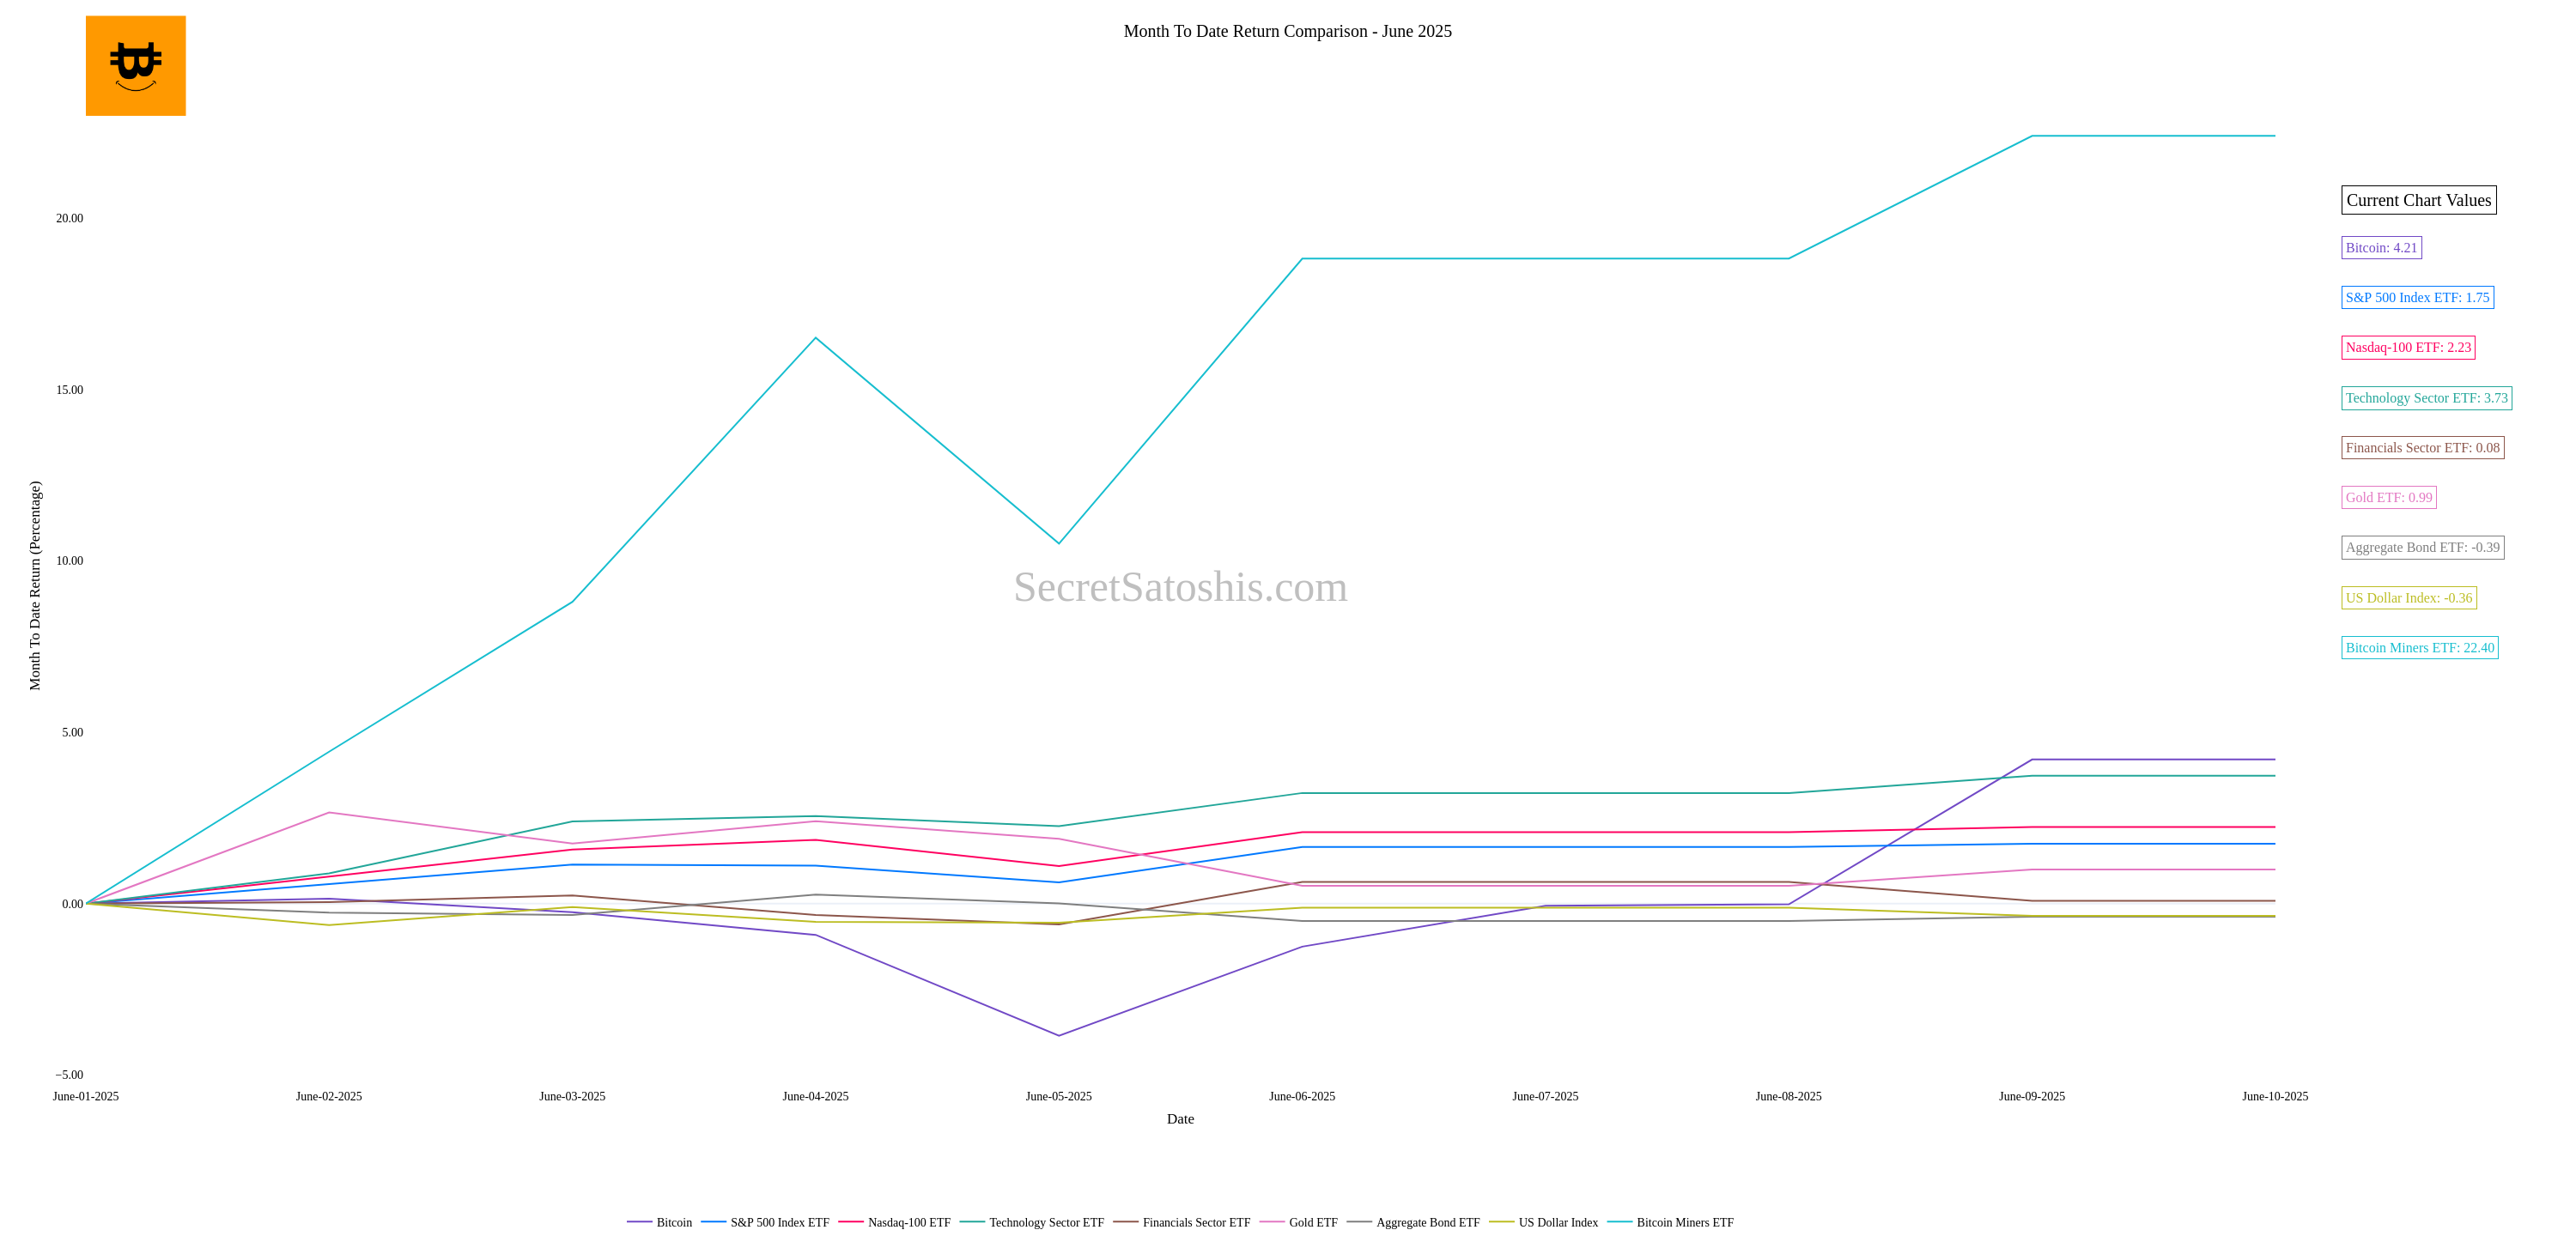 Month To Date Return Comparison - June 2025
20.00
15.00
10.00
5.00
0.00
−5.00
Month To Date Return (Percentage)
SecretSatoshis.com
Current Chart Values
Bitcoin: 4.21
S&P 500 Index ETF: 1.75
Nasdaq-100 ETF: 2.23
Technology Sector ETF: 3.73
Financials Sector ETF: 0.08
Gold ETF: 0.99
Aggregate Bond ETF: -0.39
US Dollar Index: -0.36
Bitcoin Miners ETF: 22.40
June-01-2025 June-02-2025 June-03-2025 June-04-2025 June-05-2025 June-06-2025 June-07-2025 June-08-2025 June-09-2025 June-10-2025
Date
Bitcoin S&P 500 Index ETF Nasdaq-100 ETF Technology Sector ETF Financials Sector ETF Gold ETF Aggregate Bond ETF US Dollar Index Bitcoin Miners ETF